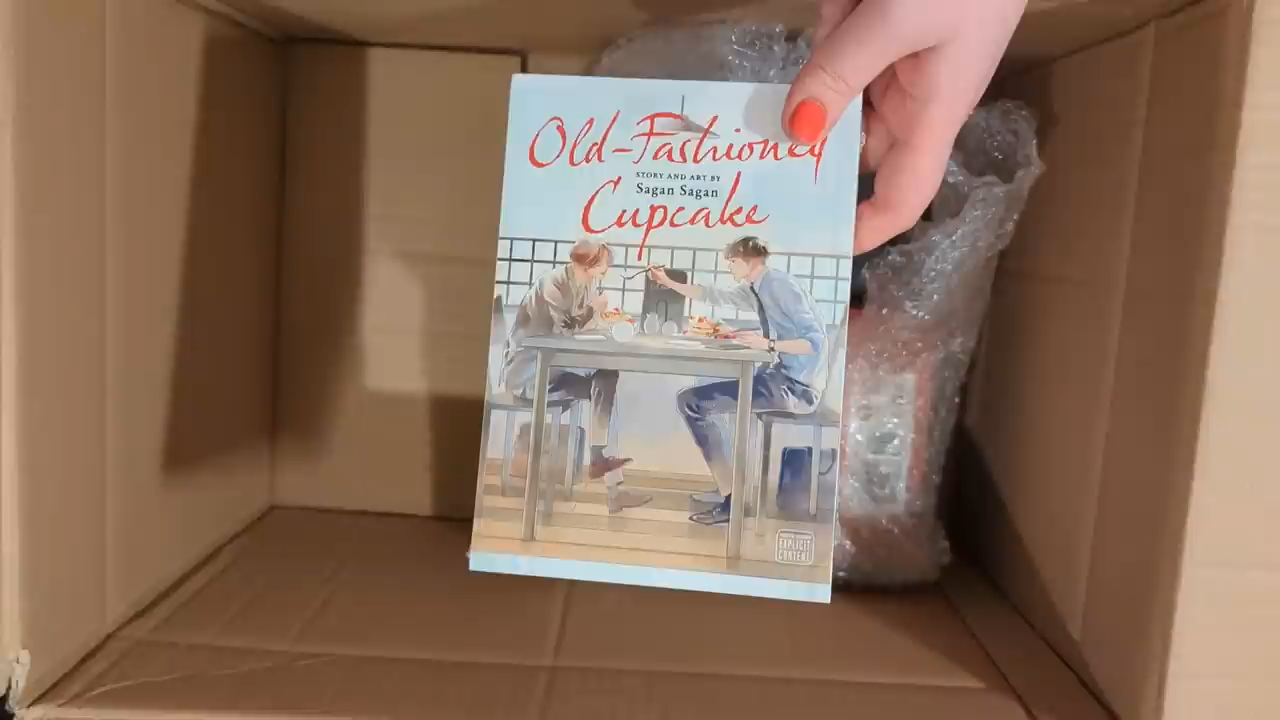 Old-Fashioned
STORY AND ART BY
Sagan Sagan
Cupcake
EXPLICIT
CONTENT